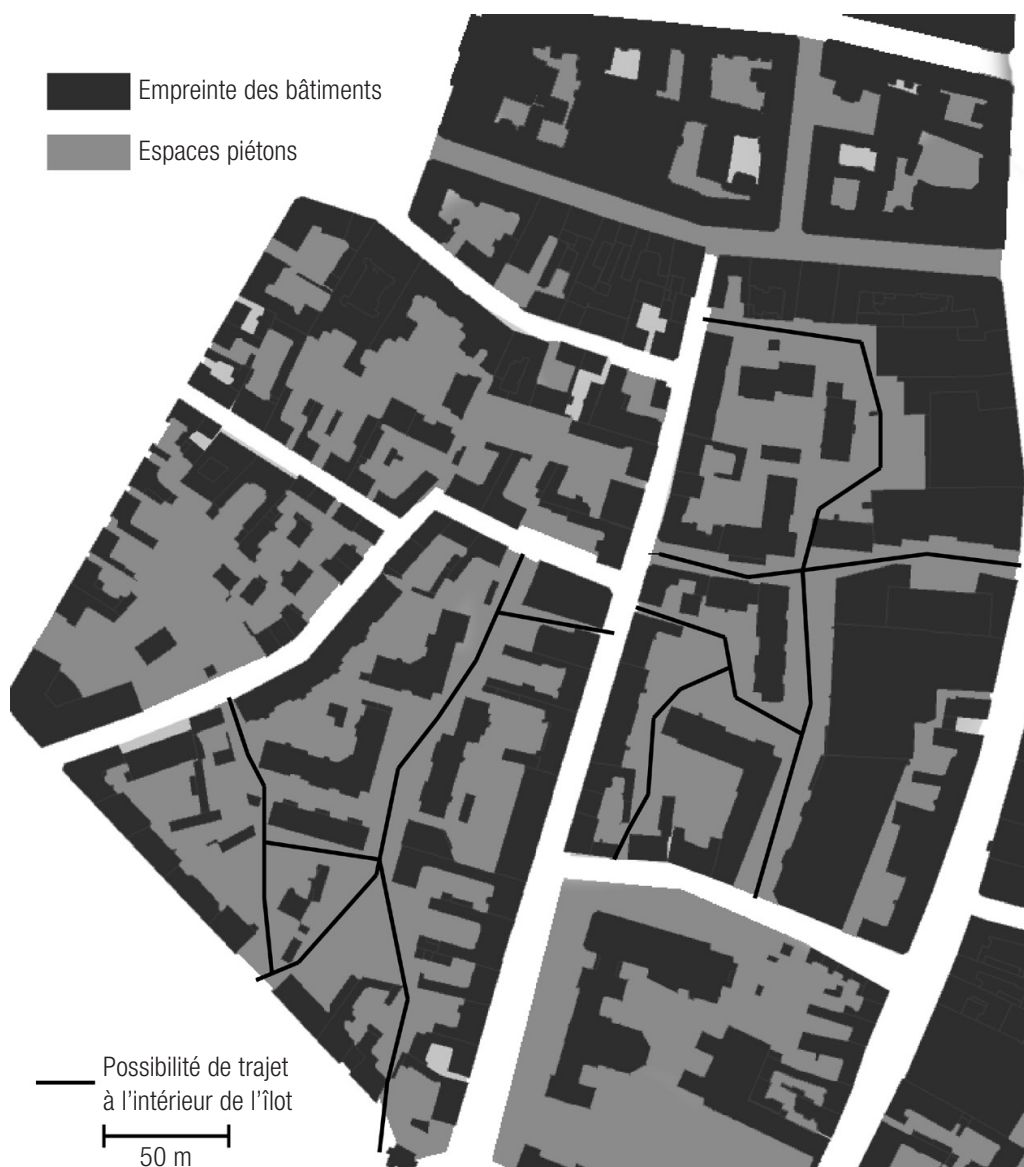 Empreinte des bâtiments
Espaces piétons
Possibilité de trajet
à l'intérieur de l'îlot
50 m